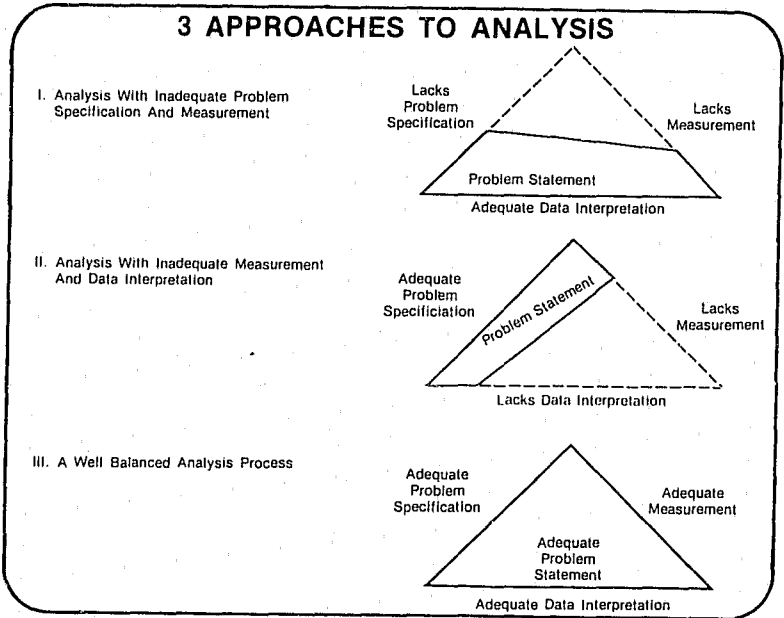 3 APPROACHES TO ANALYSIS
I. Analysis With Inadequate Problem
Specification And Measurement
Lacks
Problem
Specification
Lacks
Measurement
Problem Statement
Adequate Data Interpretation
II. Analysis With Inadequate Measurement
And Data Interpretation
Adequate
Problem
Specificiation
Problem Statement
Lacks
Measurement
Lacks Data Interpretation
III. A Well Balanced Analysis Process
Adequate
Problem
Specification
Adequate
Measurement
Adequate
Problem
Statement
Adequate Data Interpretation